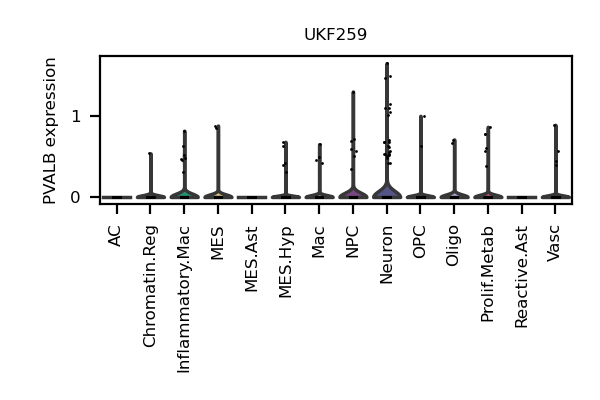 UKF259
PVALB expression
1
0
AC
Chromatin.Reg
Inflammatory.Mac
MES
MES.Ast
MES.Hyp
Mac
NPC
Neuron
OPC
Oligo
Prolif.Metab
Reactive.Ast
Vasc